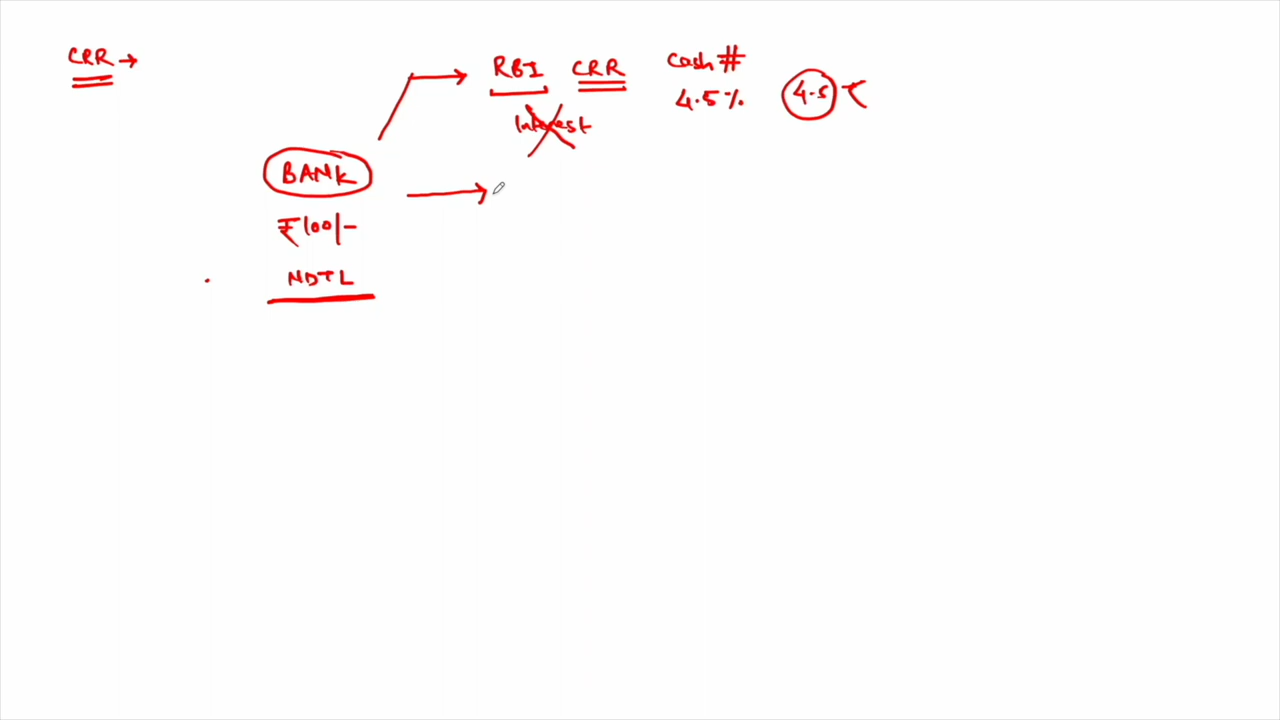 CRR →
RBI CRR Cash #
4.5% 4.5 ₹
Interest
BANK
₹100/-
NDTL